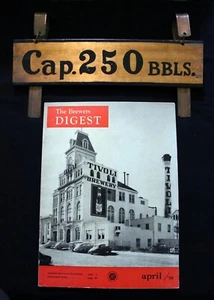 Cap. 250 BBLS.
The Brewers
DIGEST
TIVOLI
BREWERY
TIVOLI
april